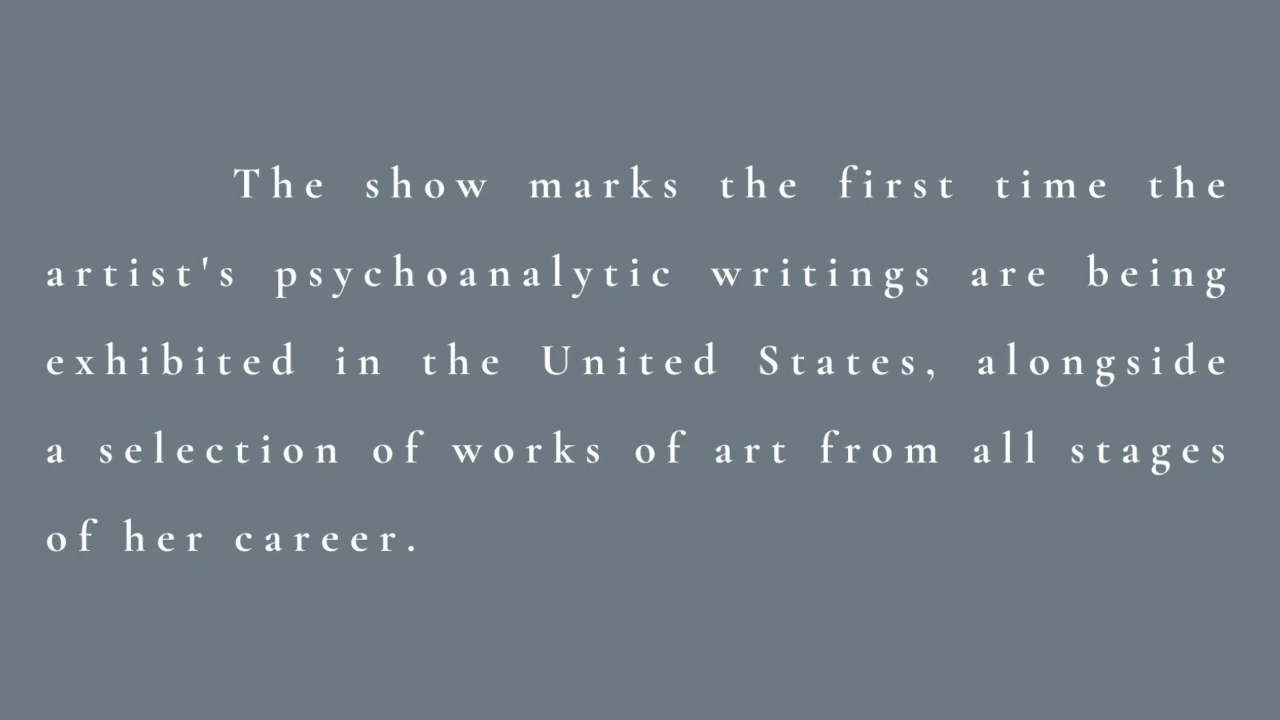 The show marks the first time the
artist's psychoanalytic writings are being
exhibited in the United States, alongside
a selection of works of art from all stages
of her career.